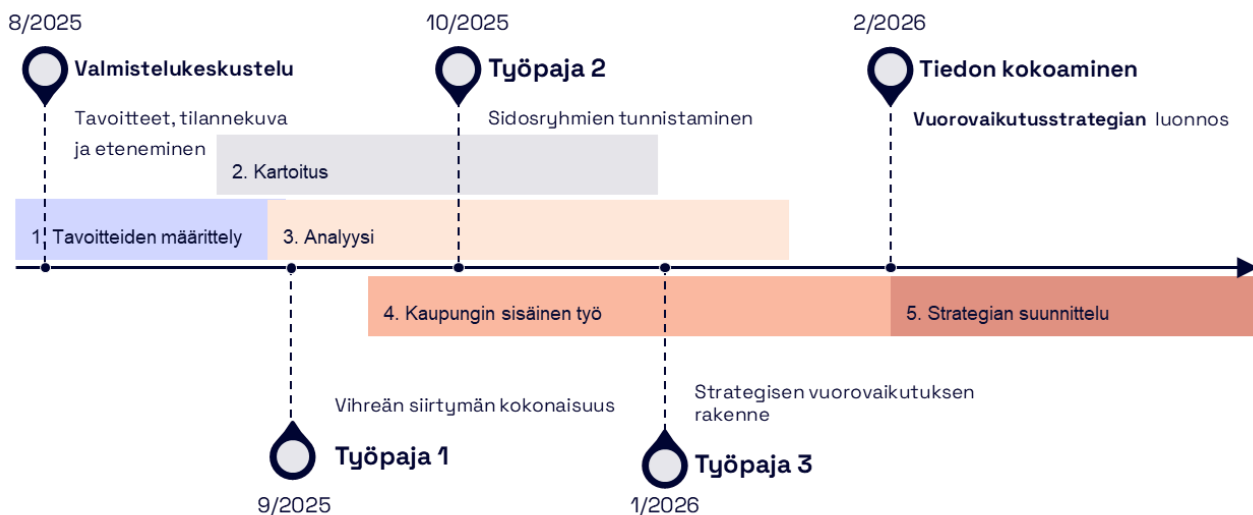 8/2025
10/2025
2/2026
Valmistelukeskustelu
Työpaja 2
Tiedon kokoaminen
Tavoitteet, tilannekuva
ja eteneminen
Sidosryhmien tunnistaminen
Vuorovaikutusstrategian luonnos
2. Kartoitus
1. Tavoitteiden määrittely
3. Analyysi
4. Kaupungin sisäinen työ
5. Strategian suunnittelu
Vihreän siirtymän kokonaisuus
Strategisen vuorovaikutuksen
rakenne
Työpaja 1
Työpaja 3
9/2025
1/2026